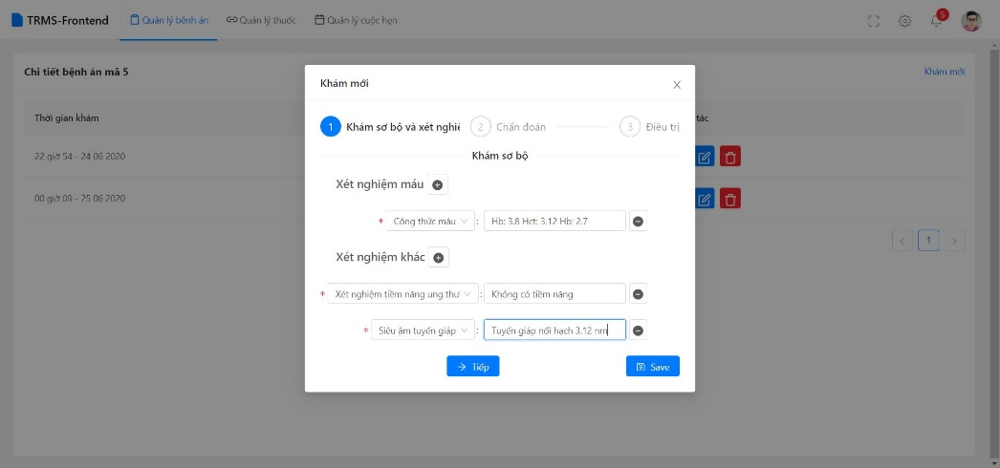 TRMS-Frontend Quản lý bệnh án Quản lý thuốc Quản lý cuộc hẹn 5
Chi tiết bệnh án mã 5 Khám mới
Khám mới
Thời gian khám tác
1 Khám sơ bộ và xét nghiệ 2 Chẩn đoán 3 Điều trị
Khám sơ bộ
22 giờ 54 - 24 06 2020
Xét nghiệm máu
00 giờ 09 - 25 06 2020
* Công thức máu : Hb: 3.8 Hct: 3.12 Hb: 2.7
1
Xét nghiệm khác
* Xét nghiệm tiềm năng ung thư : Không có tiềm năng
* Siêu âm tuyến giáp : Tuyến giáp nổi hạch 3.12 nm
Tiếp Save